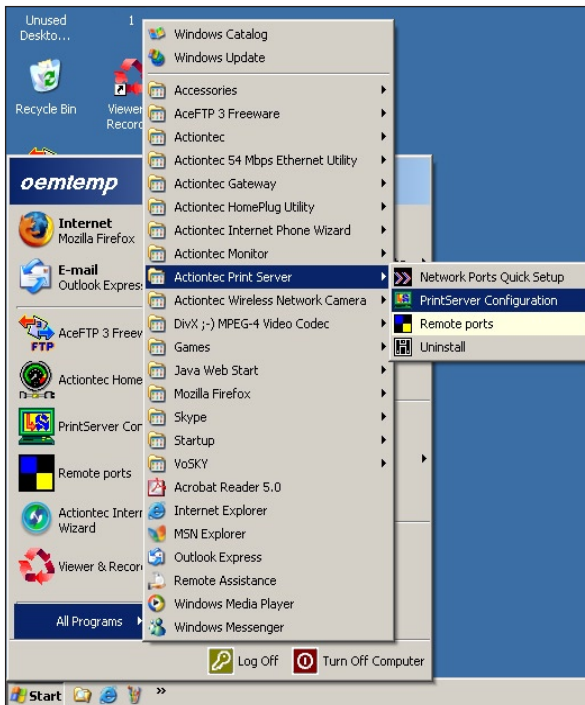 Unused
Deskto...
1
Recycle Bin
Viewer
Recor
oemtemp
Internet
Mozilla Firefox
E-mail
Outlook Expres
AceFTP 3 Freew
Actiontec Home
PrintServer Cor
Remote ports
Actiontec Inter
Wizard
Viewer & Recor
All Programs
Windows Catalog
Windows Update
Accessories
AceFTP 3 Freeware
Actiontec
Actiontec 54 Mbps Ethernet Utility
Actiontec Gateway
Actiontec HomePlug Utility
Actiontec Internet Phone Wizard
Actiontec Monitor
Actiontec Print Server
Actiontec Wireless Network Camera
DivX ;-) MPEG-4 Video Codec
Games
Java Web Start
Mozilla Firefox
Skype
Startup
VoSKY
Acrobat Reader 5.0
Internet Explorer
MSN Explorer
Outlook Express
Remote Assistance
Windows Media Player
Windows Messenger
Network Ports Quick Setup
PrintServer Configuration
Remote ports
Uninstall
Log Off
Turn Off Computer
Start
»